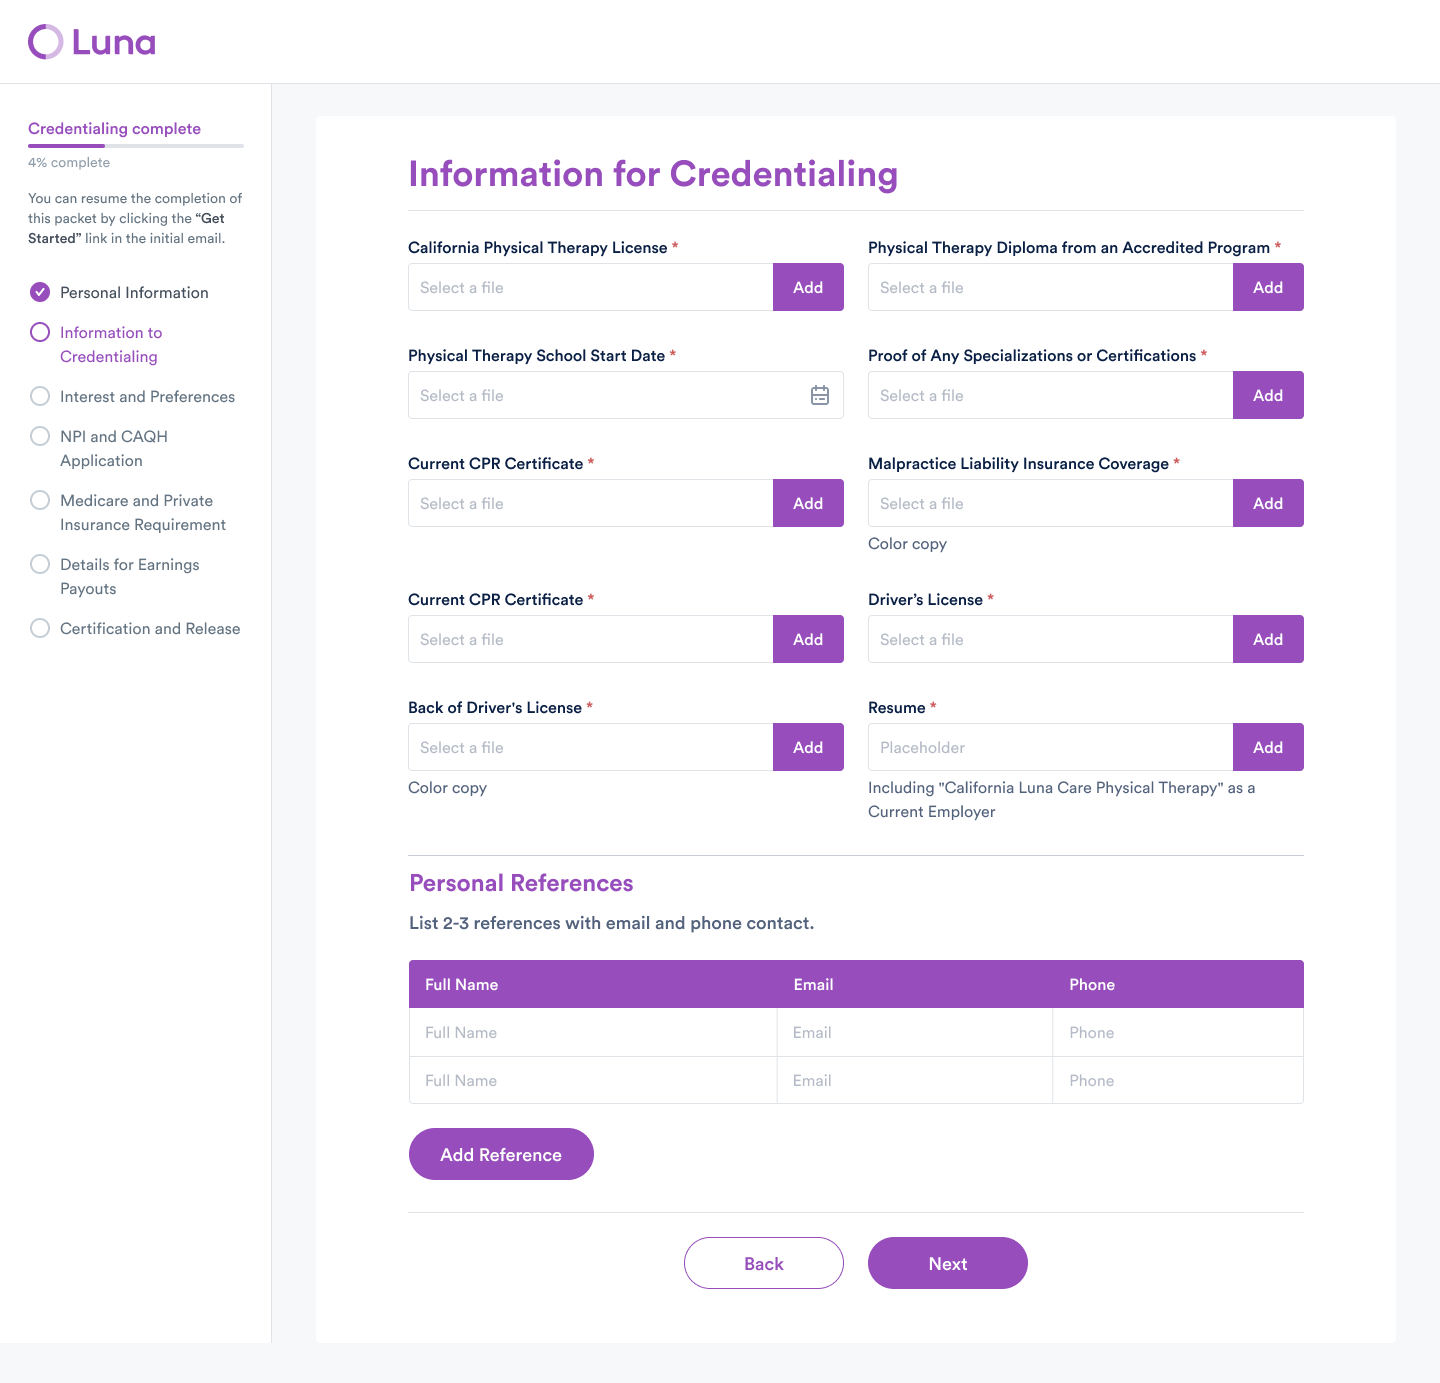 Luna
Credentialing complete
4% complete
You can resume the completion of
this packet by clicking the “Get
Started” link in the initial email.
Personal Information
Information to
Credentialing
Interest and Preferences
NPI and CAQH
Application
Medicare and Private
Insurance Requirement
Details for Earnings
Payouts
Certification and Release
Information for Credentialing
California Physical Therapy License *
Select a file
Add
Physical Therapy Diploma from an Accredited Program *
Select a file
Add
Physical Therapy School Start Date *
Select a file
Proof of Any Specializations or Certifications *
Select a file
Add
Current CPR Certificate *
Select a file
Add
Malpractice Liability Insurance Coverage *
Select a file
Add
Color copy
Current CPR Certificate *
Select a file
Add
Driver’s License *
Select a file
Add
Back of Driver's License *
Select a file
Add
Color copy
Resume *
Placeholder
Add
Including "California Luna Care Physical Therapy" as a
Current Employer
Personal References
List 2-3 references with email and phone contact.
Full Name Email Phone
Full Name Email Phone
Full Name Email Phone
Add Reference
Back
Next